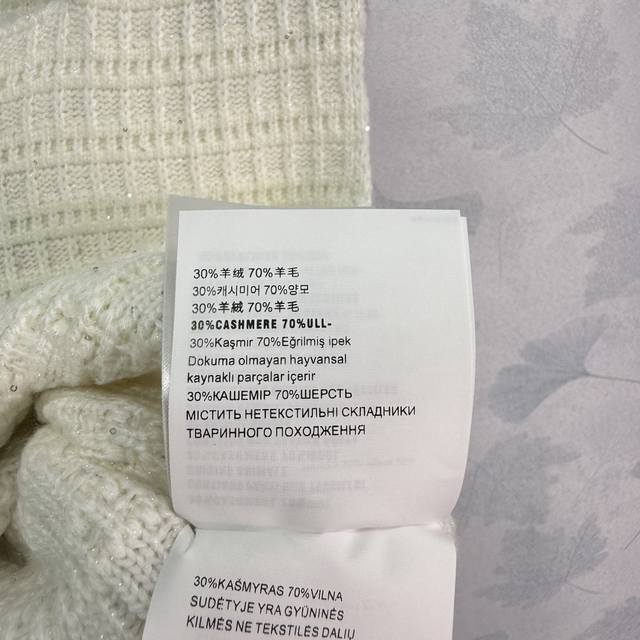 30%羊绒 70%羊毛
30%캐시미어 70%양모
30%羊絨 70%羊毛
30%CASHMERE 70%ULL-
30%Kaşmır 70%Eğrilmiş ipek
Dokuma olmayan hayvansal
kaynaklı parçalar içerir
30%КАШЕМІР 70%ШЕРСТЬ
МІСТИТЬ НЕТЕКСТИЛЬНІ СКЛАДНИКИ
ТВАРИННОГО ПОХОДЖЕННЯ
30%KAŠMYRAS 70%VILNA
SUDĖTYJE YRA GYŪNINĖS
KILMĖS NE TEKSTILĖS DALIŲ